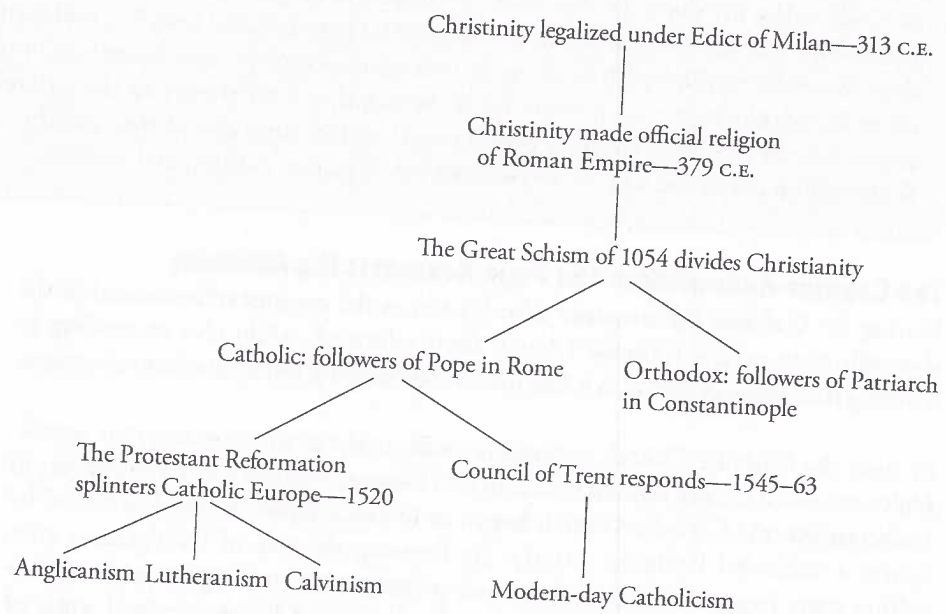 Christinity legalized under Edict of Milan—313 C.E.
Christinity made official religion
of Roman Empire—379 C.E.
The Great Schism of 1054 divides Christianity
Catholic: followers of Pope in Rome
Orthodox: followers of Patriarch
in Constantinople
The Protestant Reformation
splinters Catholic Europe—1520
Council of Trent responds—1545–63
Anglicanism Lutheranism Calvinism
Modern-day Catholicism